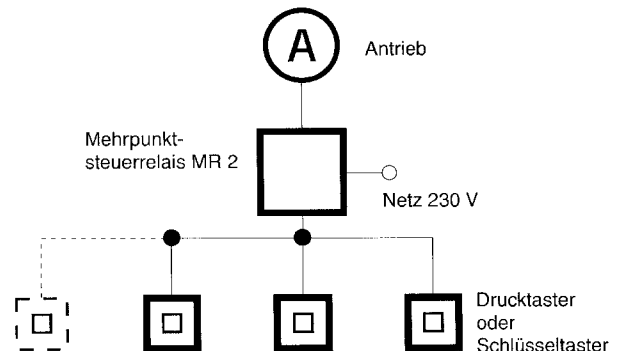 A
Antrieb
Mehrpunkt-
steuerrelais MR 2
Netz 230 V
Drucktaster
oder
Schlüsseltaster